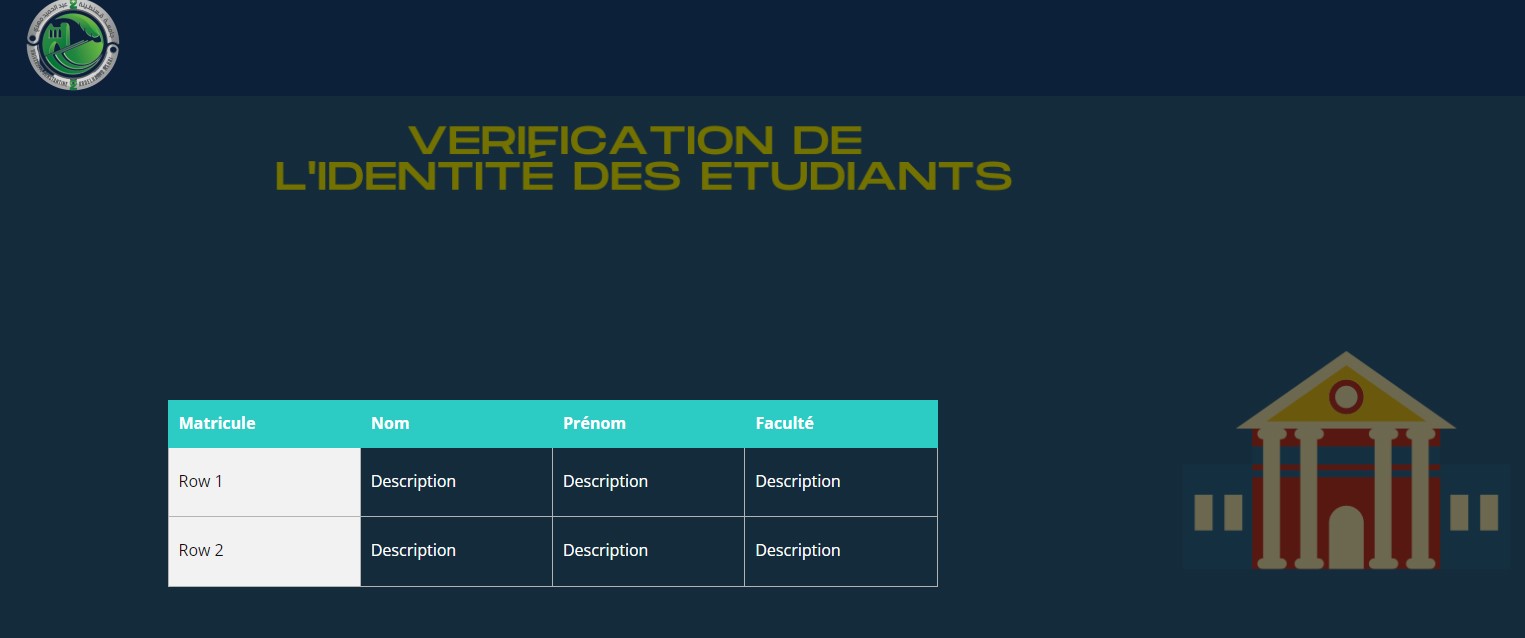 VERIFICATION DE
L'IDENTITÉ DES ETUDIANTS
Matricule Nom Prénom Faculté
Row 1 Description Description Description
Row 2 Description Description Description